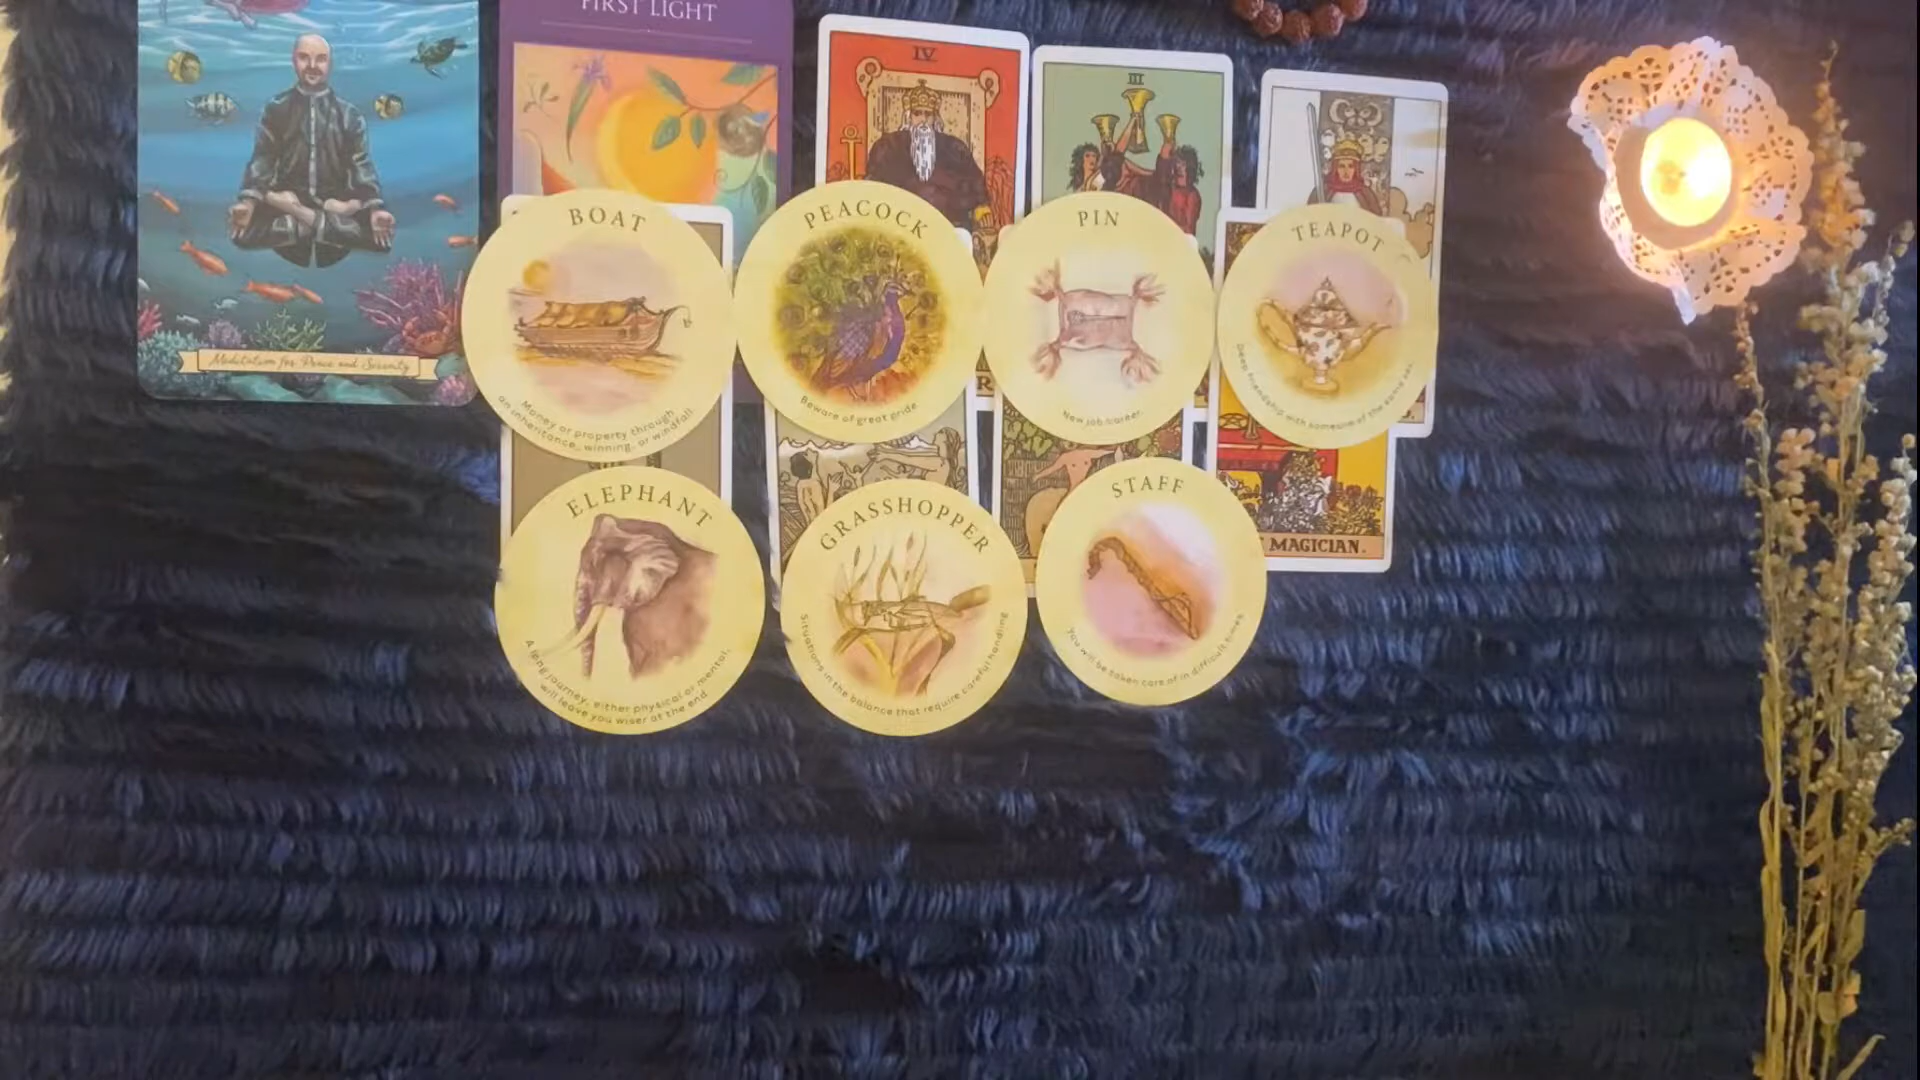 FIRST LIGHT
IV
III
Meditation for Peace and Serenity
BOAT
Money or property through
an inheritance, winning, or windfall
PEACOCK
Beware of great pride
PIN
New job/career
TEAPOT
Deep friendship with someone of the same sex
R
MAGICIAN.
ELEPHANT
A long journey, either physical or mental,
will leave you wiser at the end
GRASSHOPPER
Situations in the balance that require careful handling
STAFF
You will be taken care of in difficult times